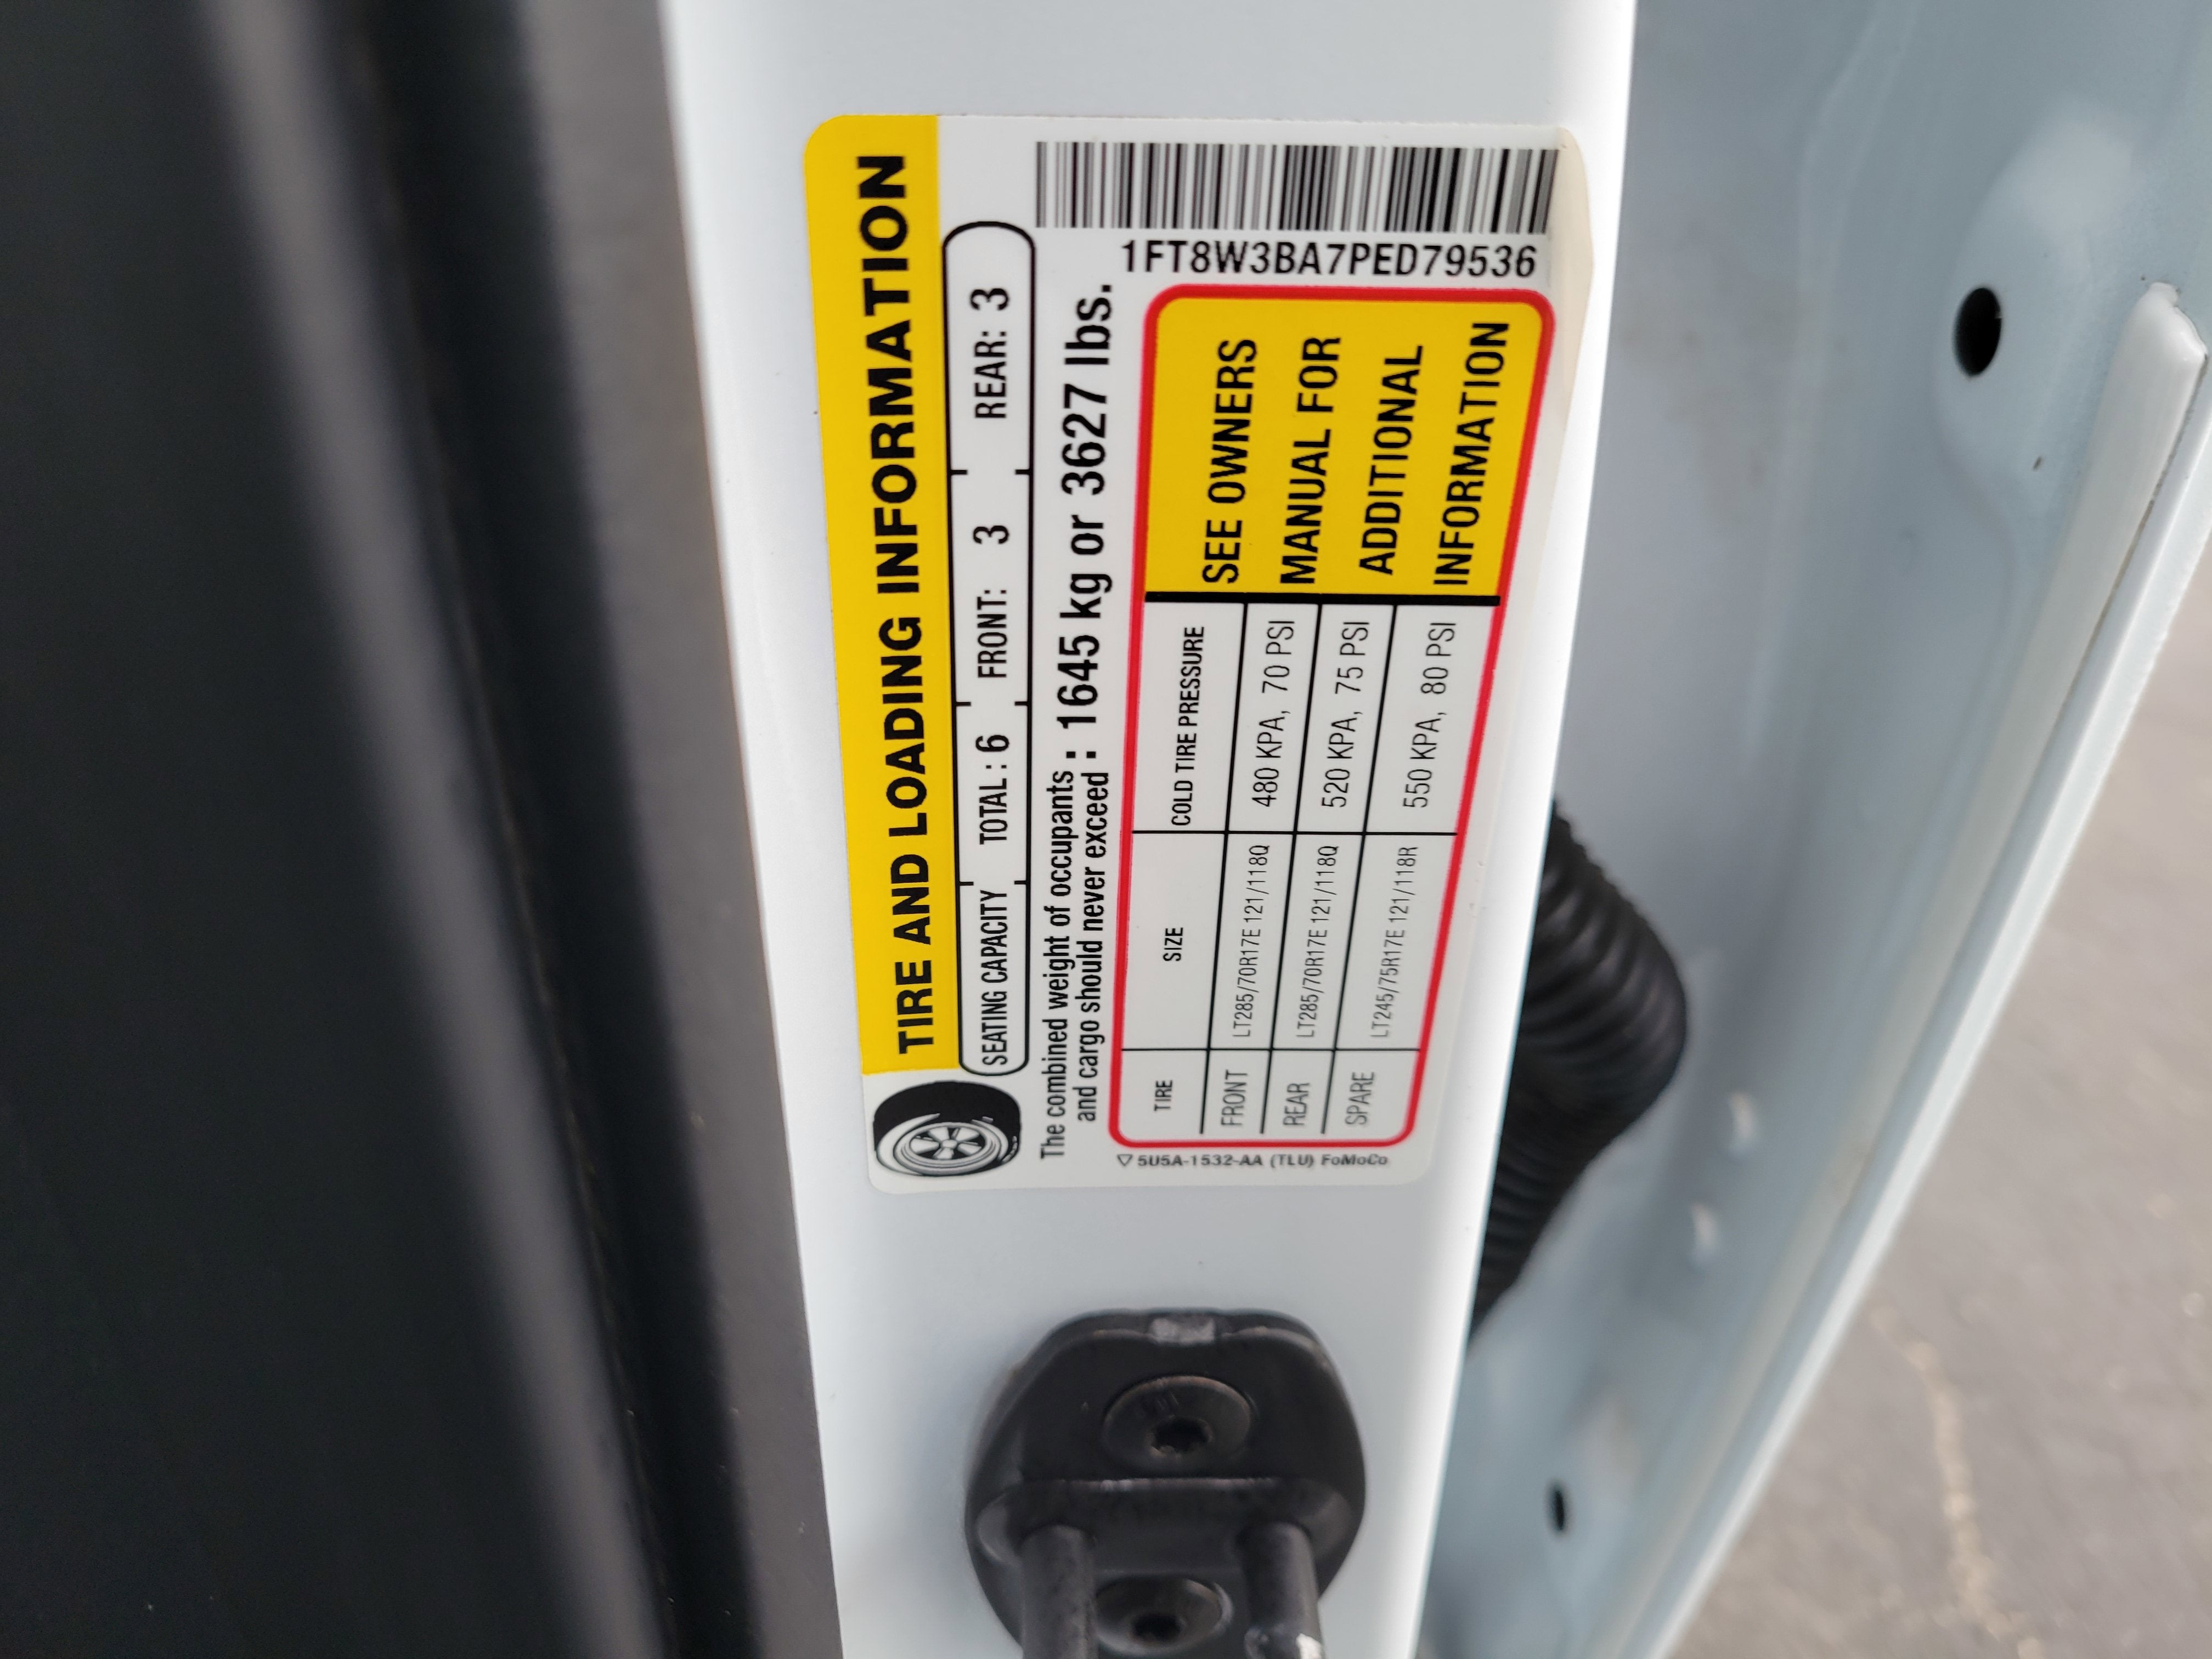 TIRE AND LOADING INFORMATION
SEATING CAPACITY TOTAL : 6 FRONT: 3 REAR: 3
The combined weight of occupants
and cargo should never exceed : 1645 kg or 3627 lbs.
1FT8W3BA7PED79536
TIRE SIZE COLD TIRE PRESSURE
FRONT LT285/70R17E 121/118Q 480 KPA, 70 PSI
REAR LT285/70R17E 121/118Q 520 KPA, 75 PSI
SPARE LT245/75R17E 121/118R 550 KPA, 80 PSI
SEE OWNERS
MANUAL FOR
ADDITIONAL
INFORMATION
5U5A-1532-AA (TLU) FoMoCo